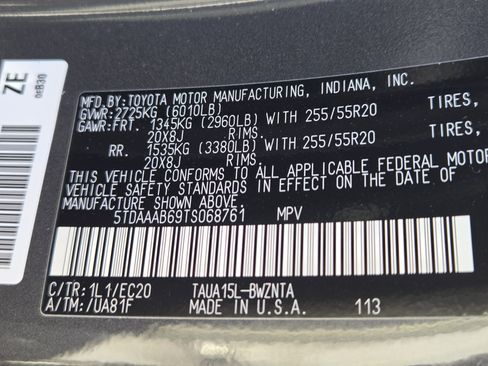 ZE
0EB30
MFD.BY:TOYOTA MOTOR MANUFACTURING, INDIANA, INC.
GVWR:2725KG (6010LB)
GAWR:FRT. 1345KG (2960LB) WITH 255/55R20 TIRES,
20X8J RIMS.
RR. 1535KG (3380LB) WITH 255/55R20 TIRES,
20X8J RIMS.
THIS VEHICLE CONFORMS TO ALL APPLICABLE FEDERAL MOTOR
VEHICLE SAFETY STANDARDS IN EFFECT ON THE DATE OF
MANUFACTURE SHOWN ABOVE.
5TDAAAB69TS068761 MPV
C/TR:1L1/EC20 TAUA15L-BWZNTA
A/TM:/UA81F MADE IN U.S.A. 113